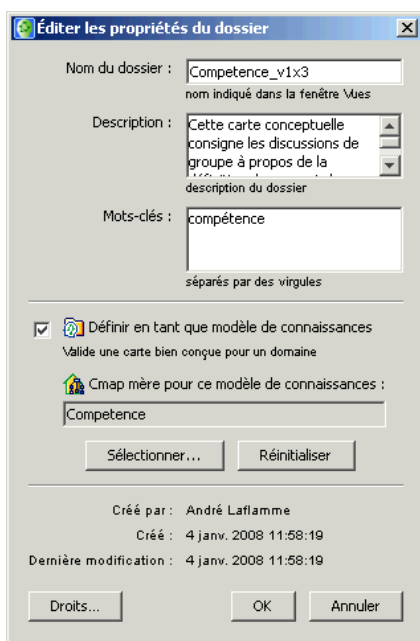 Éditer les propriétés du dossier
Nom du dossier : Competence_v1x3
nom indiqué dans la fenêtre Vues
Description : Cette carte conceptuelle
consigne les discussions de
groupe à propos de la
description du dossier
Mots-clés : compétence
séparés par des virgules
Définir en tant que modèle de connaissances
Valide une carte bien conçue pour un domaine
Cmap mère pour ce modèle de connaissances :
Competence
Sélectionner... Réinitialiser
Créé par : André Laflamme
Créé : 4 janv. 2008 11:58:19
Dernière modification : 4 janv. 2008 11:58:19
Droits... OK Annuler